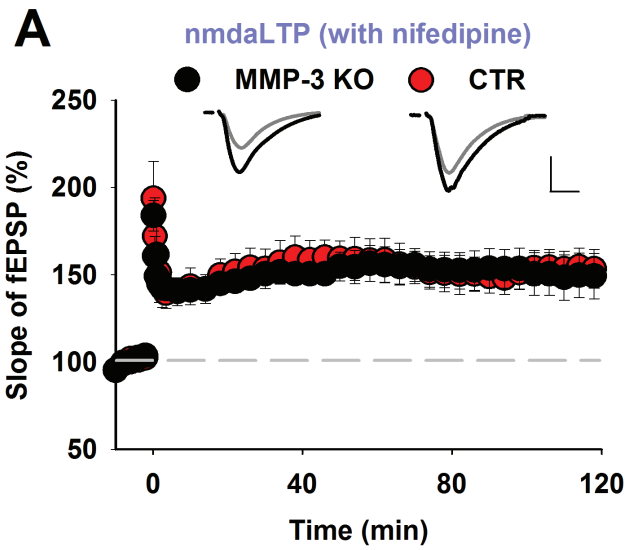 A
nmdaLTP (with nifedipine)
MMP-3 KO CTR
250
200
150
100
50
Slope of fEPSP (%)
0 40 80 120
Time (min)